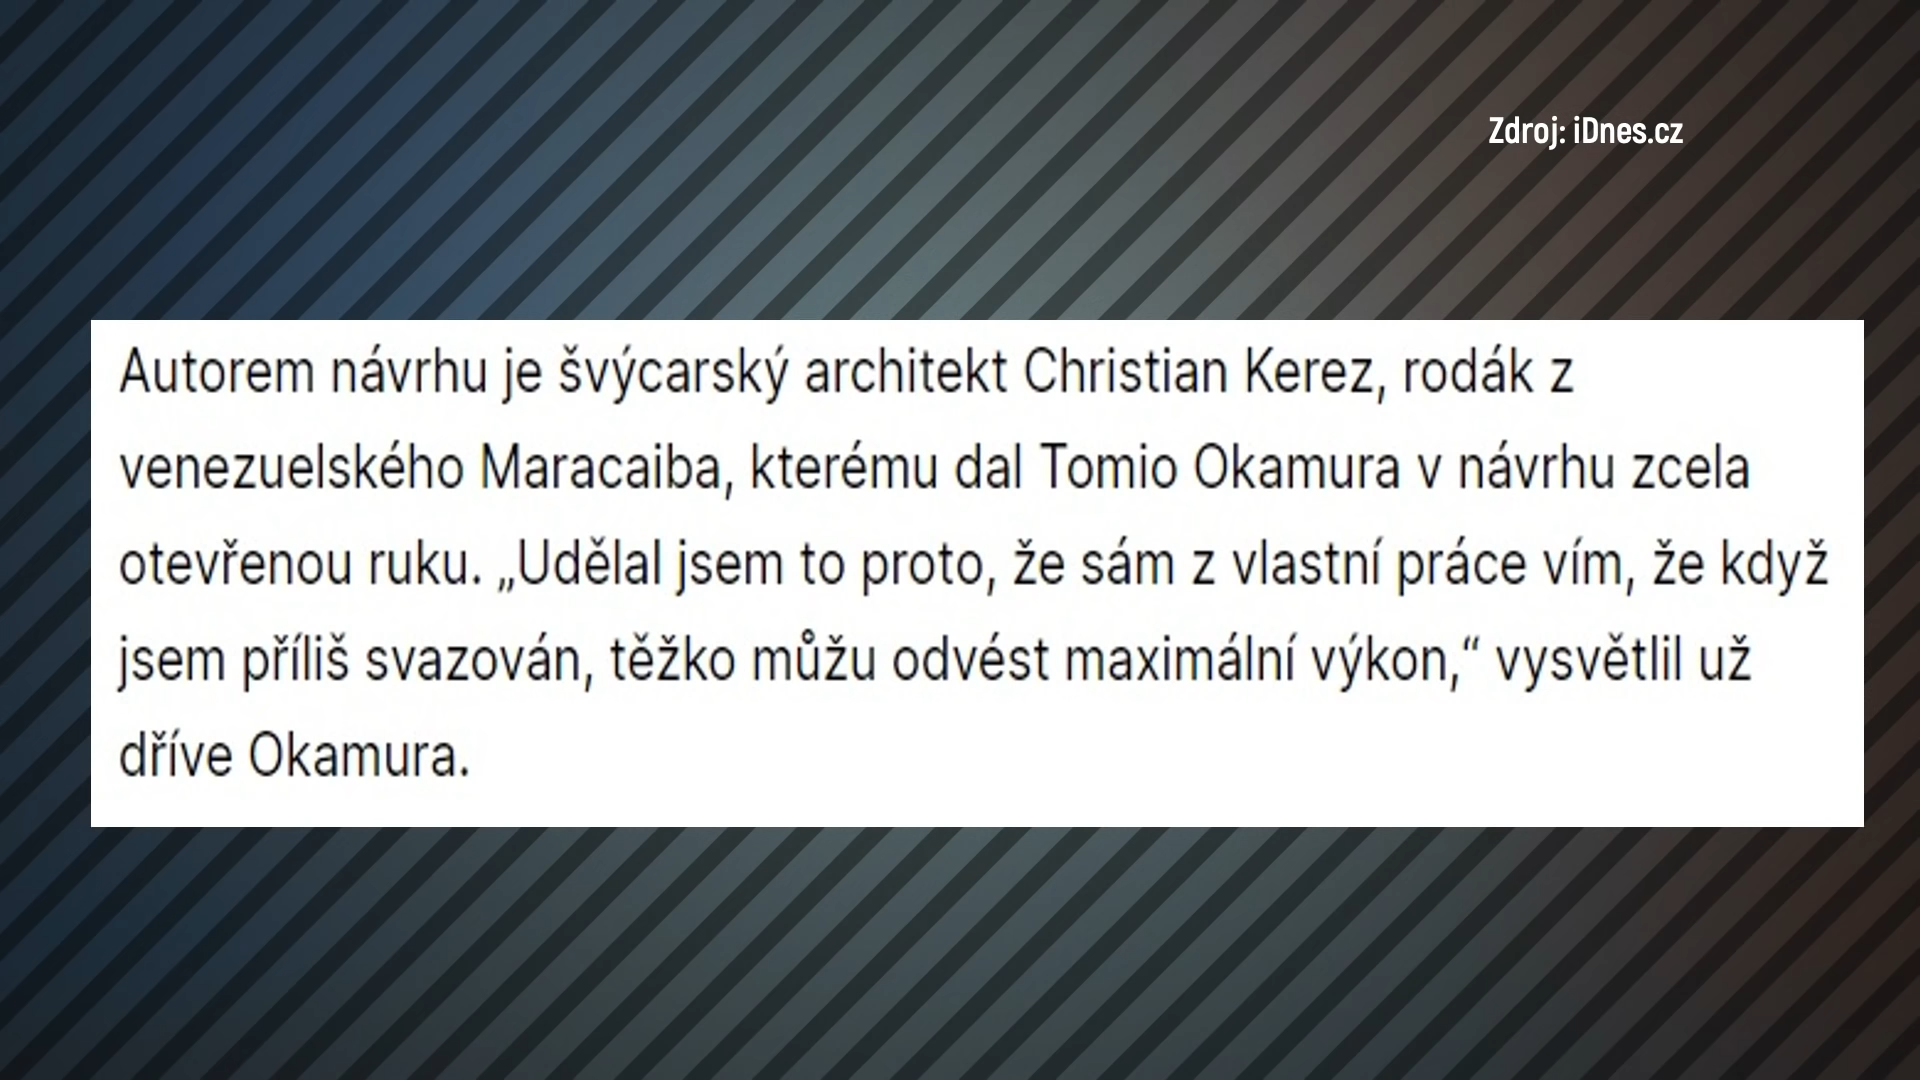 Zdroj: iDnes.cz
Autorem návrhu je švýcarský architekt Christian Kerez, rodák z
venezuelského Maracaiba, kterému dal Tomio Okamura v návrhu zcela
otevřenou ruku. „Udělal jsem to proto, že sám z vlastní práce vím, že když
jsem příliš svazován, těžko můžu odvést maximální výkon,“ vysvětlil už
dříve Okamura.